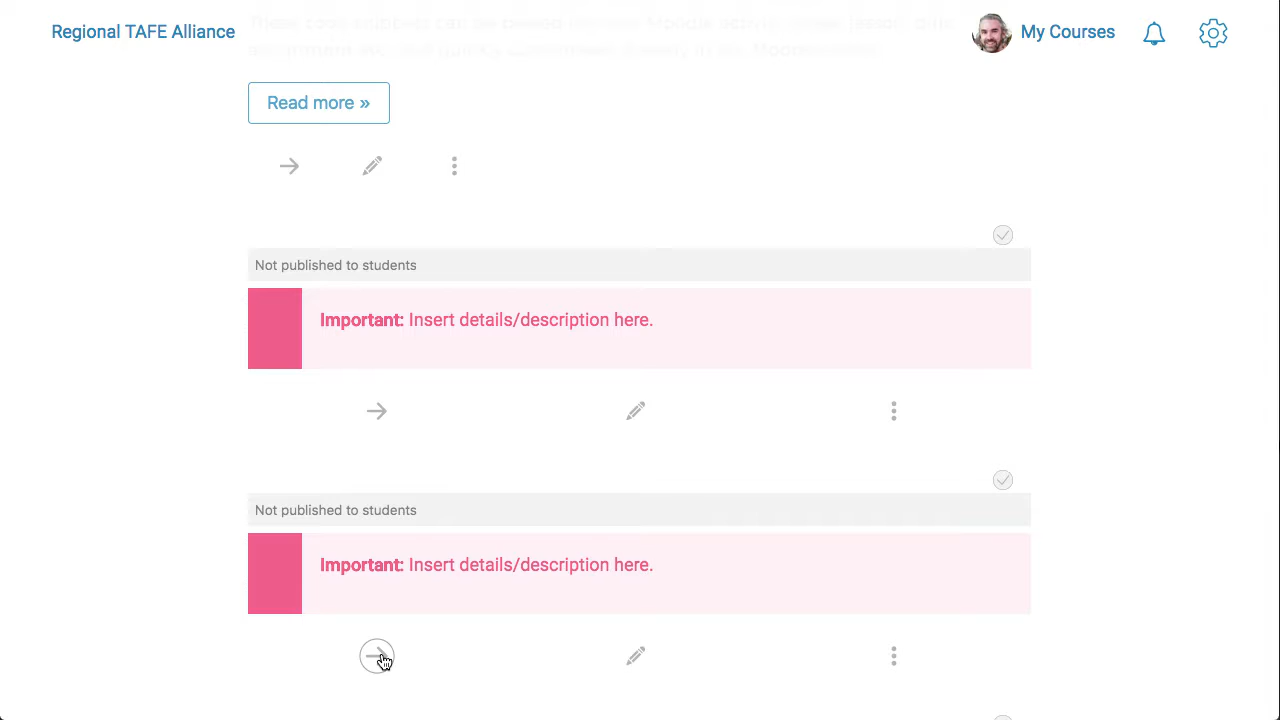 Regional TAFE Alliance
My Courses
Read more »
Not published to students
Important: Insert details/description here.
Not published to students
Important: Insert details/description here.